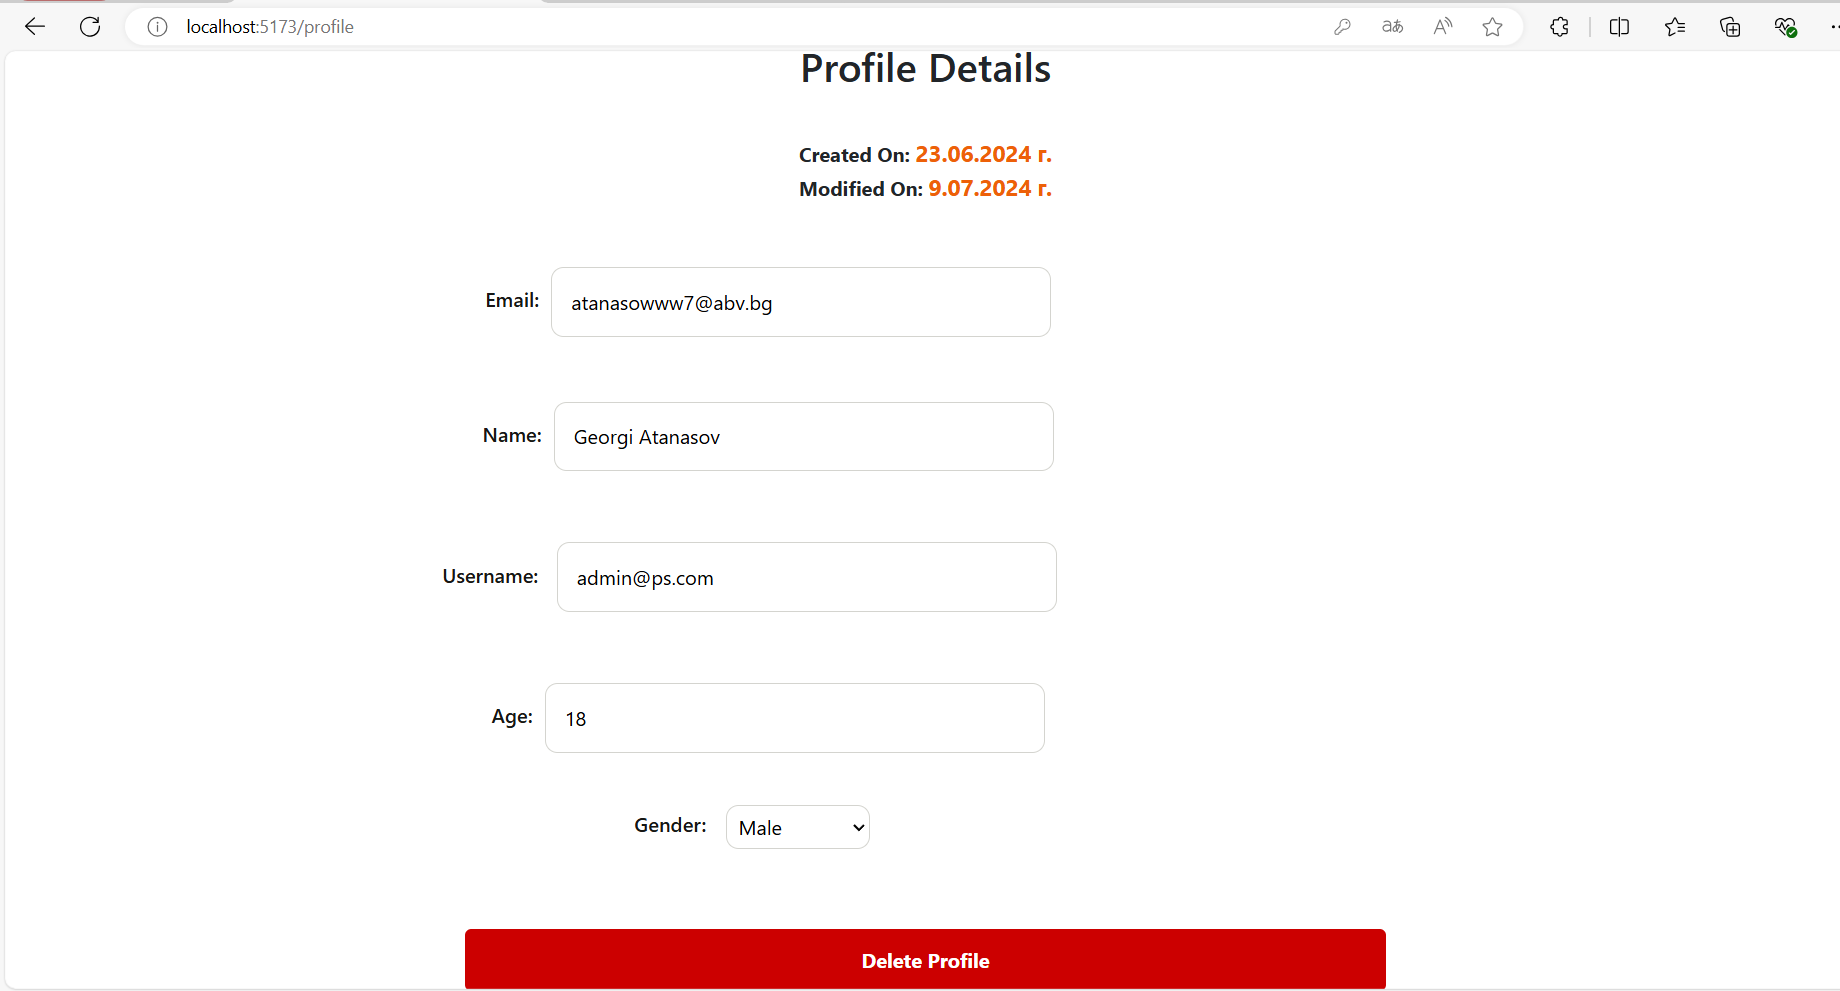 localhost:5173/profile
Profile Details
Created On: 23.06.2024 г.
Modified On: 9.07.2024 г.
Email: atanasowww7@abv.bg
Name: Georgi Atanasov
Username: admin@ps.com
Age: 18
Gender: Male
Delete Profile